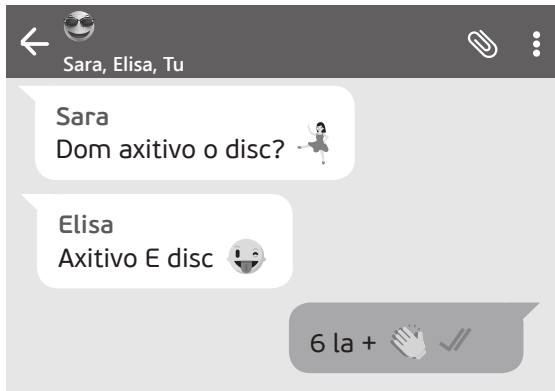 Sara, Elisa, Tu
Sara
Dom axitivo o disc?
Elisa
Axitivo E disc
6 la +